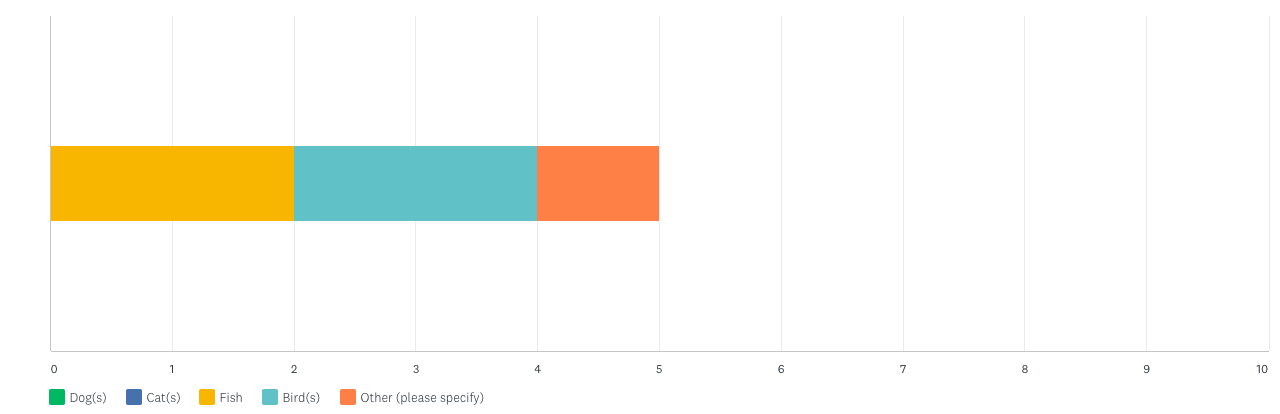 0 1 2 3 4 5 6 7 8 9 10
Dog(s) Cat(s) Fish Bird(s) Other (please specify)